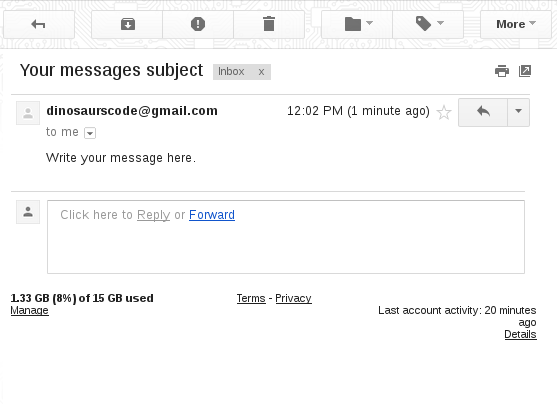 More
Your messages subject Inbox x
dinosaurscode@gmail.com 12:02 PM (1 minute ago)
to me
Write your message here.
Click here to Reply or Forward
1.33 GB (8%) of 15 GB used
Manage
Terms - Privacy
Last account activity: 20 minutes
ago
Details